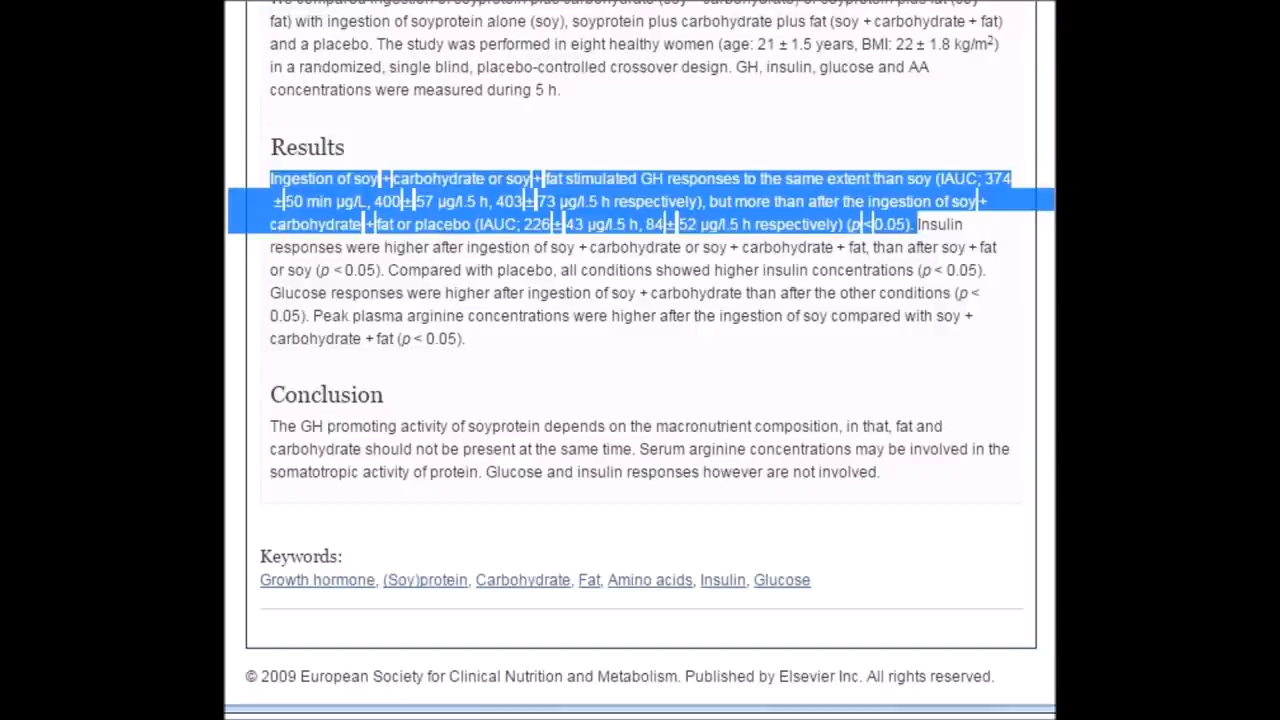 fat) with ingestion of soyprotein alone (soy), soyprotein plus carbohydrate plus fat (soy + carbohydrate + fat)
and a placebo. The study was performed in eight healthy women (age: 21 ± 1.5 years, BMI: 22 ± 1.8 kg/m²)
in a randomized, single blind, placebo-controlled crossover design. GH, insulin, glucose and AA
concentrations were measured during 5 h.
Results
Ingestion of soy + carbohydrate or soy + fat stimulated GH responses to the same extent than soy (IAUC; 374
± 50 min μg/L, 400 ± 57 μg/l.5 h, 403 ± 73 μg/l.5 h respectively), but more than after the ingestion of soy +
carbohydrate + fat or placebo (IAUC; 226 ± 43 μg/l.5 h, 84 ± 52 μg/l.5 h respectively) (p < 0.05). Insulin
responses were higher after ingestion of soy + carbohydrate or soy + carbohydrate + fat, than after soy + fat
or soy (p < 0.05). Compared with placebo, all conditions showed higher insulin concentrations (p < 0.05).
Glucose responses were higher after ingestion of soy + carbohydrate than after the other conditions (p <
0.05). Peak plasma arginine concentrations were higher after the ingestion of soy compared with soy +
carbohydrate + fat (p < 0.05).
Conclusion
The GH promoting activity of soyprotein depends on the macronutrient composition, in that, fat and
carbohydrate should not be present at the same time. Serum arginine concentrations may be involved in the
somatotropic activity of protein. Glucose and insulin responses however are not involved.
Keywords:
Growth hormone, (Soy)protein, Carbohydrate, Fat, Amino acids, Insulin, Glucose
© 2009 European Society for Clinical Nutrition and Metabolism. Published by Elsevier Inc. All rights reserved.